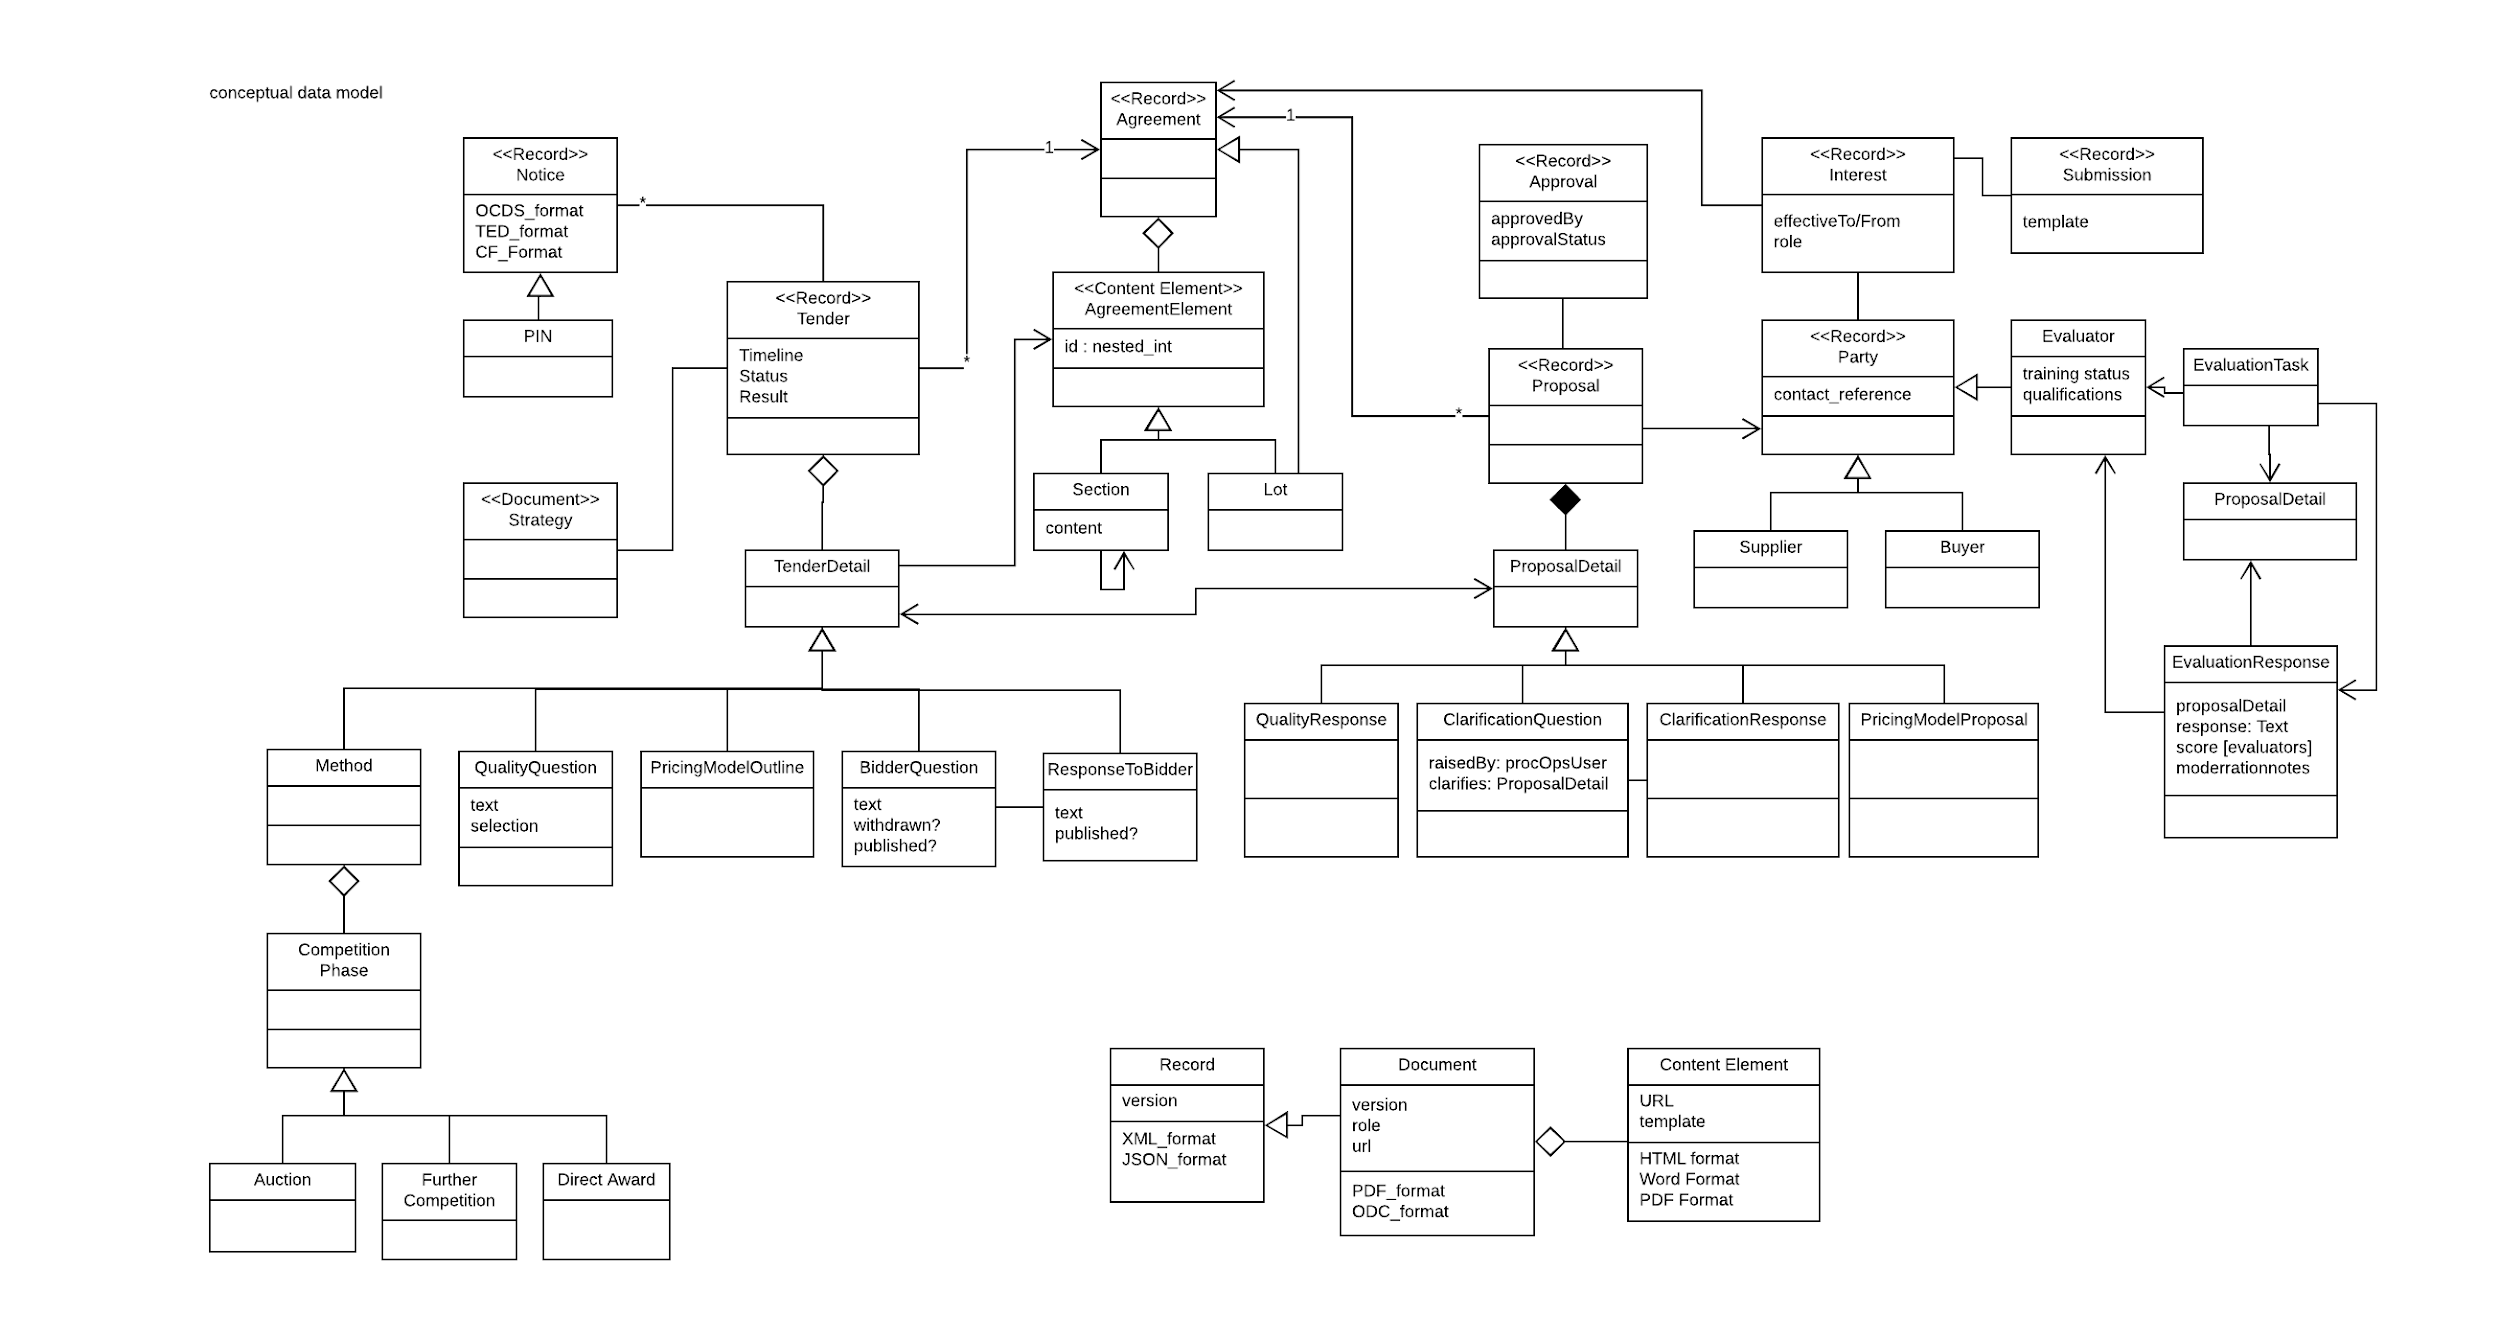 conceptual data model
<<Record>>
Notice
OCDS_format
TED_format
CF_Format
PIN
<<Document>>
Strategy
*
<<Record>>
Tender
Timeline
Status
Result
*
1
<<Record>>
Agreement
1
*
<<Content Element>>
AgreementElement
id : nested_int
Section
content
Lot
<<Record>>
Approval
approvedBy
approvalStatus
<<Record>>
Proposal
<<Record>>
Interest
effectiveTo/From
role
<<Record>>
Submission
template
<<Record>>
Party
contact_reference
Evaluator
training status
qualifications
EvaluationTask
ProposalDetail
Supplier
Buyer
TenderDetail
ProposalDetail
EvaluationResponse
proposalDetail
response: Text
score [evaluators]
moderrationnotes
Method
QualityQuestion
text
selection
PricingModelOutline
BidderQuestion
text
withdrawn?
published?
ResponseToBidder
text
published?
QualityResponse
ClarificationQuestion
raisedBy: procOpsUser
clarifies: ProposalDetail
ClarificationResponse
PricingModelProposal
Competition
Phase
Auction
Further
Competition
Direct Award
Record
version
XML_format
JSON_format
Document
version
role
url
PDF_format
ODC_format
Content Element
URL
template
HTML format
Word Format
PDF Format